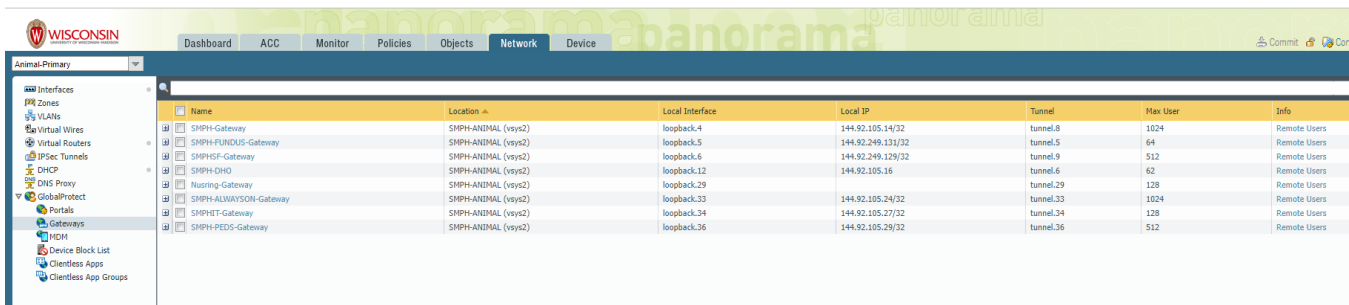 panorama panorama panorama
WISCONSIN
UNIVERSITY OF WISCONSIN-MADISON
Dashboard ACC Monitor Policies Objects Network Device
Commit
Animal-Primary
Interfaces
Zones
VLANs
Virtual Wires
Virtual Routers
IPSec Tunnels
DHCP
DNS Proxy
GlobalProtect
Portals
Gateways
MDM
Device Block List
Clientless Apps
Clientless App Groups
Name Location Local Interface Local IP Tunnel Max User Info
SMPH-Gateway SMPH-ANIMAL (vsys2) loopback.4 144.92.105.14/32 tunnel.8 1024 Remote Users
SMPH-FUNDUS-Gateway SMPH-ANIMAL (vsys2) loopback.5 144.92.249.131/32 tunnel.5 64 Remote Users
SMPHSF-Gateway SMPH-ANIMAL (vsys2) loopback.6 144.92.249.129/32 tunnel.9 512 Remote Users
SMPH-DHO SMPH-ANIMAL (vsys2) loopback.12 144.92.105.16 tunnel.6 62 Remote Users
Nusring-Gateway SMPH-ANIMAL (vsys2) loopback.29 tunnel.29 128 Remote Users
SMPH-ALWAYSON-Gateway SMPH-ANIMAL (vsys2) loopback.33 144.92.105.24/32 tunnel.33 1024 Remote Users
SMPHIT-Gateway SMPH-ANIMAL (vsys2) loopback.34 144.92.105.27/32 tunnel.34 128 Remote Users
SMPH-PEDS-Gateway SMPH-ANIMAL (vsys2) loopback.36 144.92.105.29/32 tunnel.36 512 Remote Users